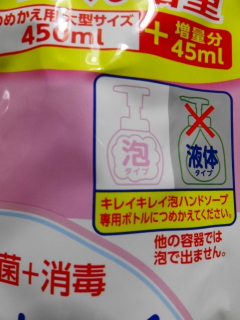 増量
つめかえ用 大型サイズ
450ml
+
増量分
45ml
泡
タイプ
液体
タイプ
キレイキレイ泡ハンドソープ
専用ボトルにつめかえてください。
他の容器では
泡で出ません。
菌+消毒